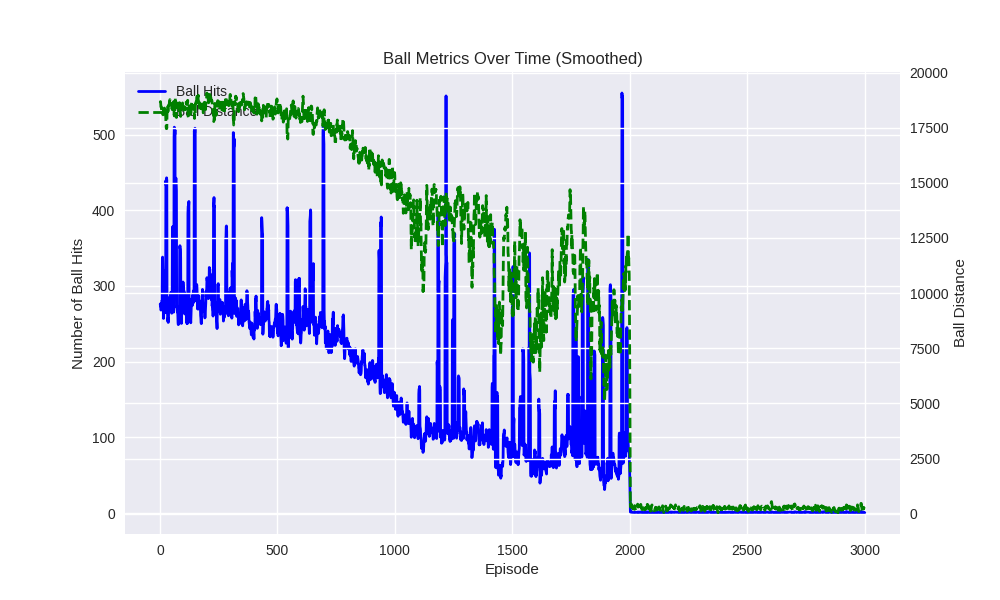 Ball Metrics Over Time (Smoothed)
Ball Hits
Ball Distance
Number of Ball Hits
500
400
300
200
100
0
20000
17500
15000
12500
10000
7500
5000
2500
0
Ball Distance
0 500 1000 1500 2000 2500 3000
Episode